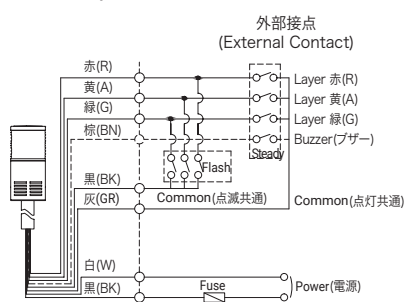 外部接点
(External Contact)
赤(R)
Layer 赤(R)
黄(A)
Layer 黄(A)
緑(G)
Layer 緑(G)
棕(BN)
Buzzer(ブザー)
Steady
Flash
黒(BK)
灰(GR)
Common(点滅共通)
Common(点灯共通)
白(W)
黒(BK)
Fuse
Power(電源)